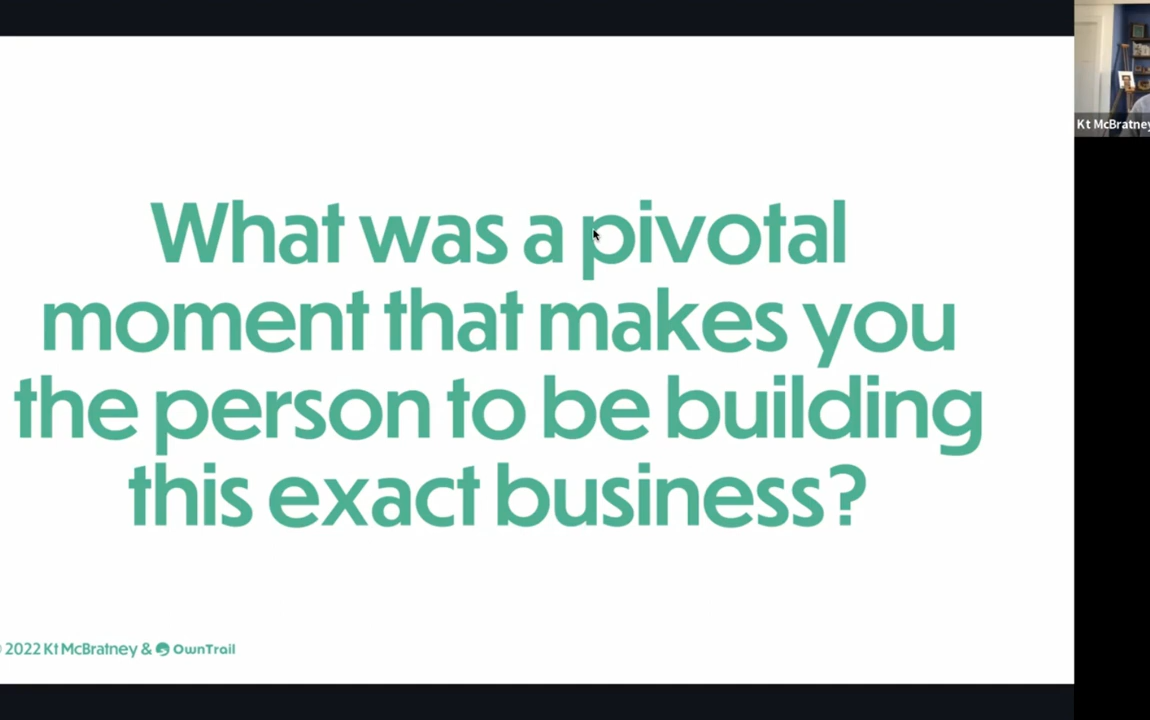 What was a pivotal
moment that makes you
the person to be building
this exact business?
2022 Kt McBratney & OwnTrail
Kt McBratney